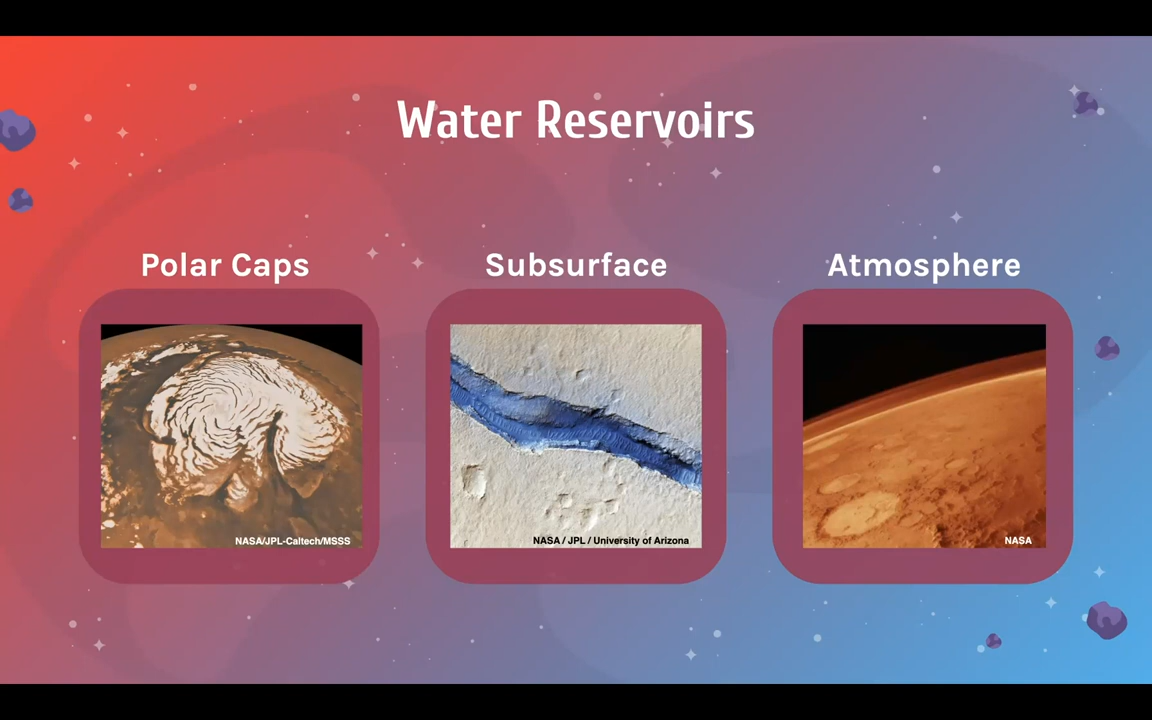 Water Reservoirs
Polar Caps
Subsurface
Atmosphere
NASA/JPL-Caltech/MSSS
NASA / JPL / University of Arizona
NASA